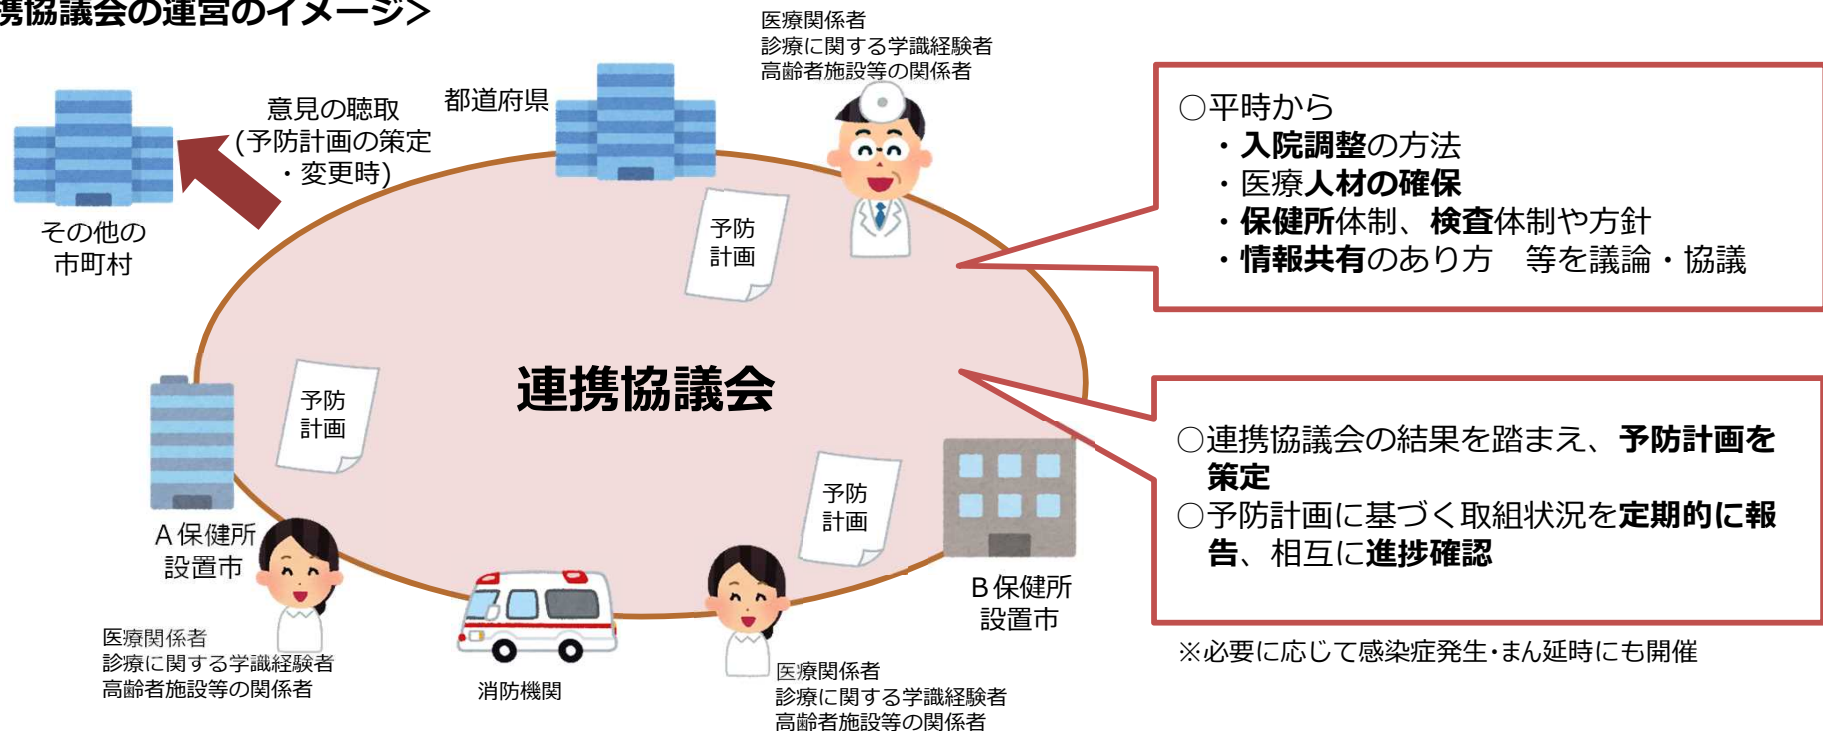 携協議会の運営のイメージ＞
医療関係者
診療に関する学識経験者
高齢者施設等の関係者
都道府県
意見の聴取
(予防計画の策定
・変更時)
その他の
市町村
予防
計画
○平時から
・入院調整の方法
・医療人材の確保
・保健所体制、検査体制や方針
・情報共有のあり方　等を議論・協議
連携協議会
予防
計画
予防
計画
○連携協議会の結果を踏まえ、予防計画を
策定
○予防計画に基づく取組状況を定期的に報
告、相互に進捗確認
※必要に応じて感染症発生・まん延時にも開催
Ａ保健所
設置市
Ｂ保健所
設置市
医療関係者
診療に関する学識経験者
高齢者施設等の関係者
消防機関
医療関係者
診療に関する学識経験者
高齢者施設等の関係者